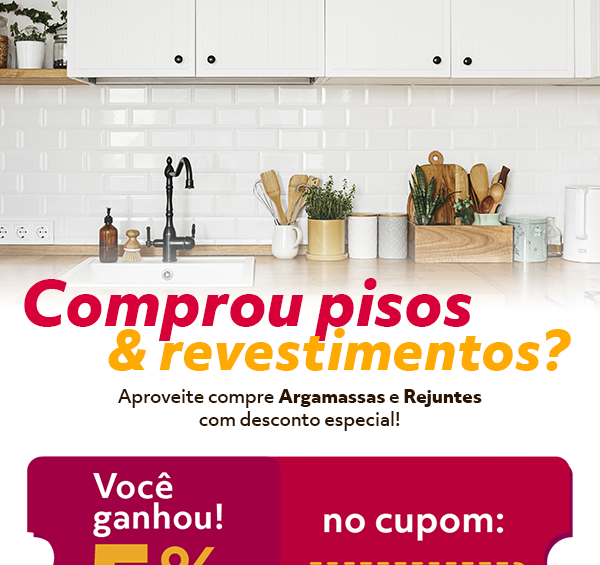 Comprou pisos
& revestimentos?
Aproveite compre Argamassas e Rejuntes
com desconto especial!
Você
ganhou!
no cupom: